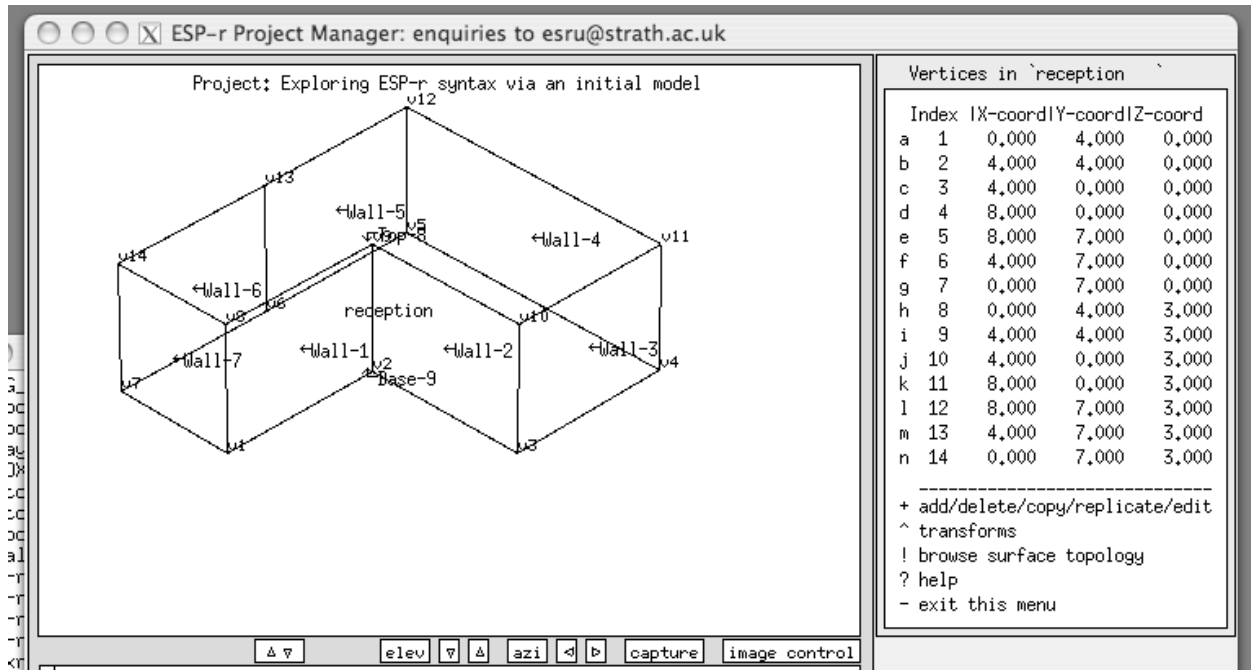 X ESP-r Project Manager: enquiries to esru@strath.ac.uk
Project: Exploring ESP-r syntax via an initial model
v12
v13
Wall-5
v5
Top-8
Wall-4
v11
v14
Wall-6
v6
reception
v10
Wall-7
Wall-1
Wall-2
Wall-3
v2
v4
Base-9
v7
v1
v3
elev
azi
capture
image control
Vertices in `reception `
Index |X-coord|Y-coord|Z-coord
a 1 0.000 4.000 0.000
b 2 4.000 4.000 0.000
c 3 4.000 0.000 0.000
d 4 8.000 0.000 0.000
e 5 8.000 7.000 0.000
f 6 4.000 7.000 0.000
g 7 0.000 7.000 0.000
h 8 0.000 4.000 3.000
i 9 4.000 4.000 3.000
j 10 4.000 0.000 3.000
k 11 8.000 0.000 3.000
l 12 8.000 7.000 3.000
m 13 4.000 7.000 3.000
n 14 0.000 7.000 3.000
+ add/delete/copy/replicate/edit
^ transforms
! browse surface topology
? help
- exit this menu